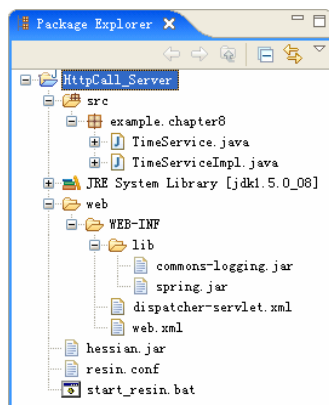 Package Explorer
HttpCall_Server
src
example.chapter8
TimeService.java
TimeServiceImpl.java
JRE System Library [jdk1.5.0_08]
web
WEB-INF
lib
commons-logging.jar
spring.jar
dispatcher-servlet.xml
web.xml
hessian.jar
resin.conf
start_resin.bat